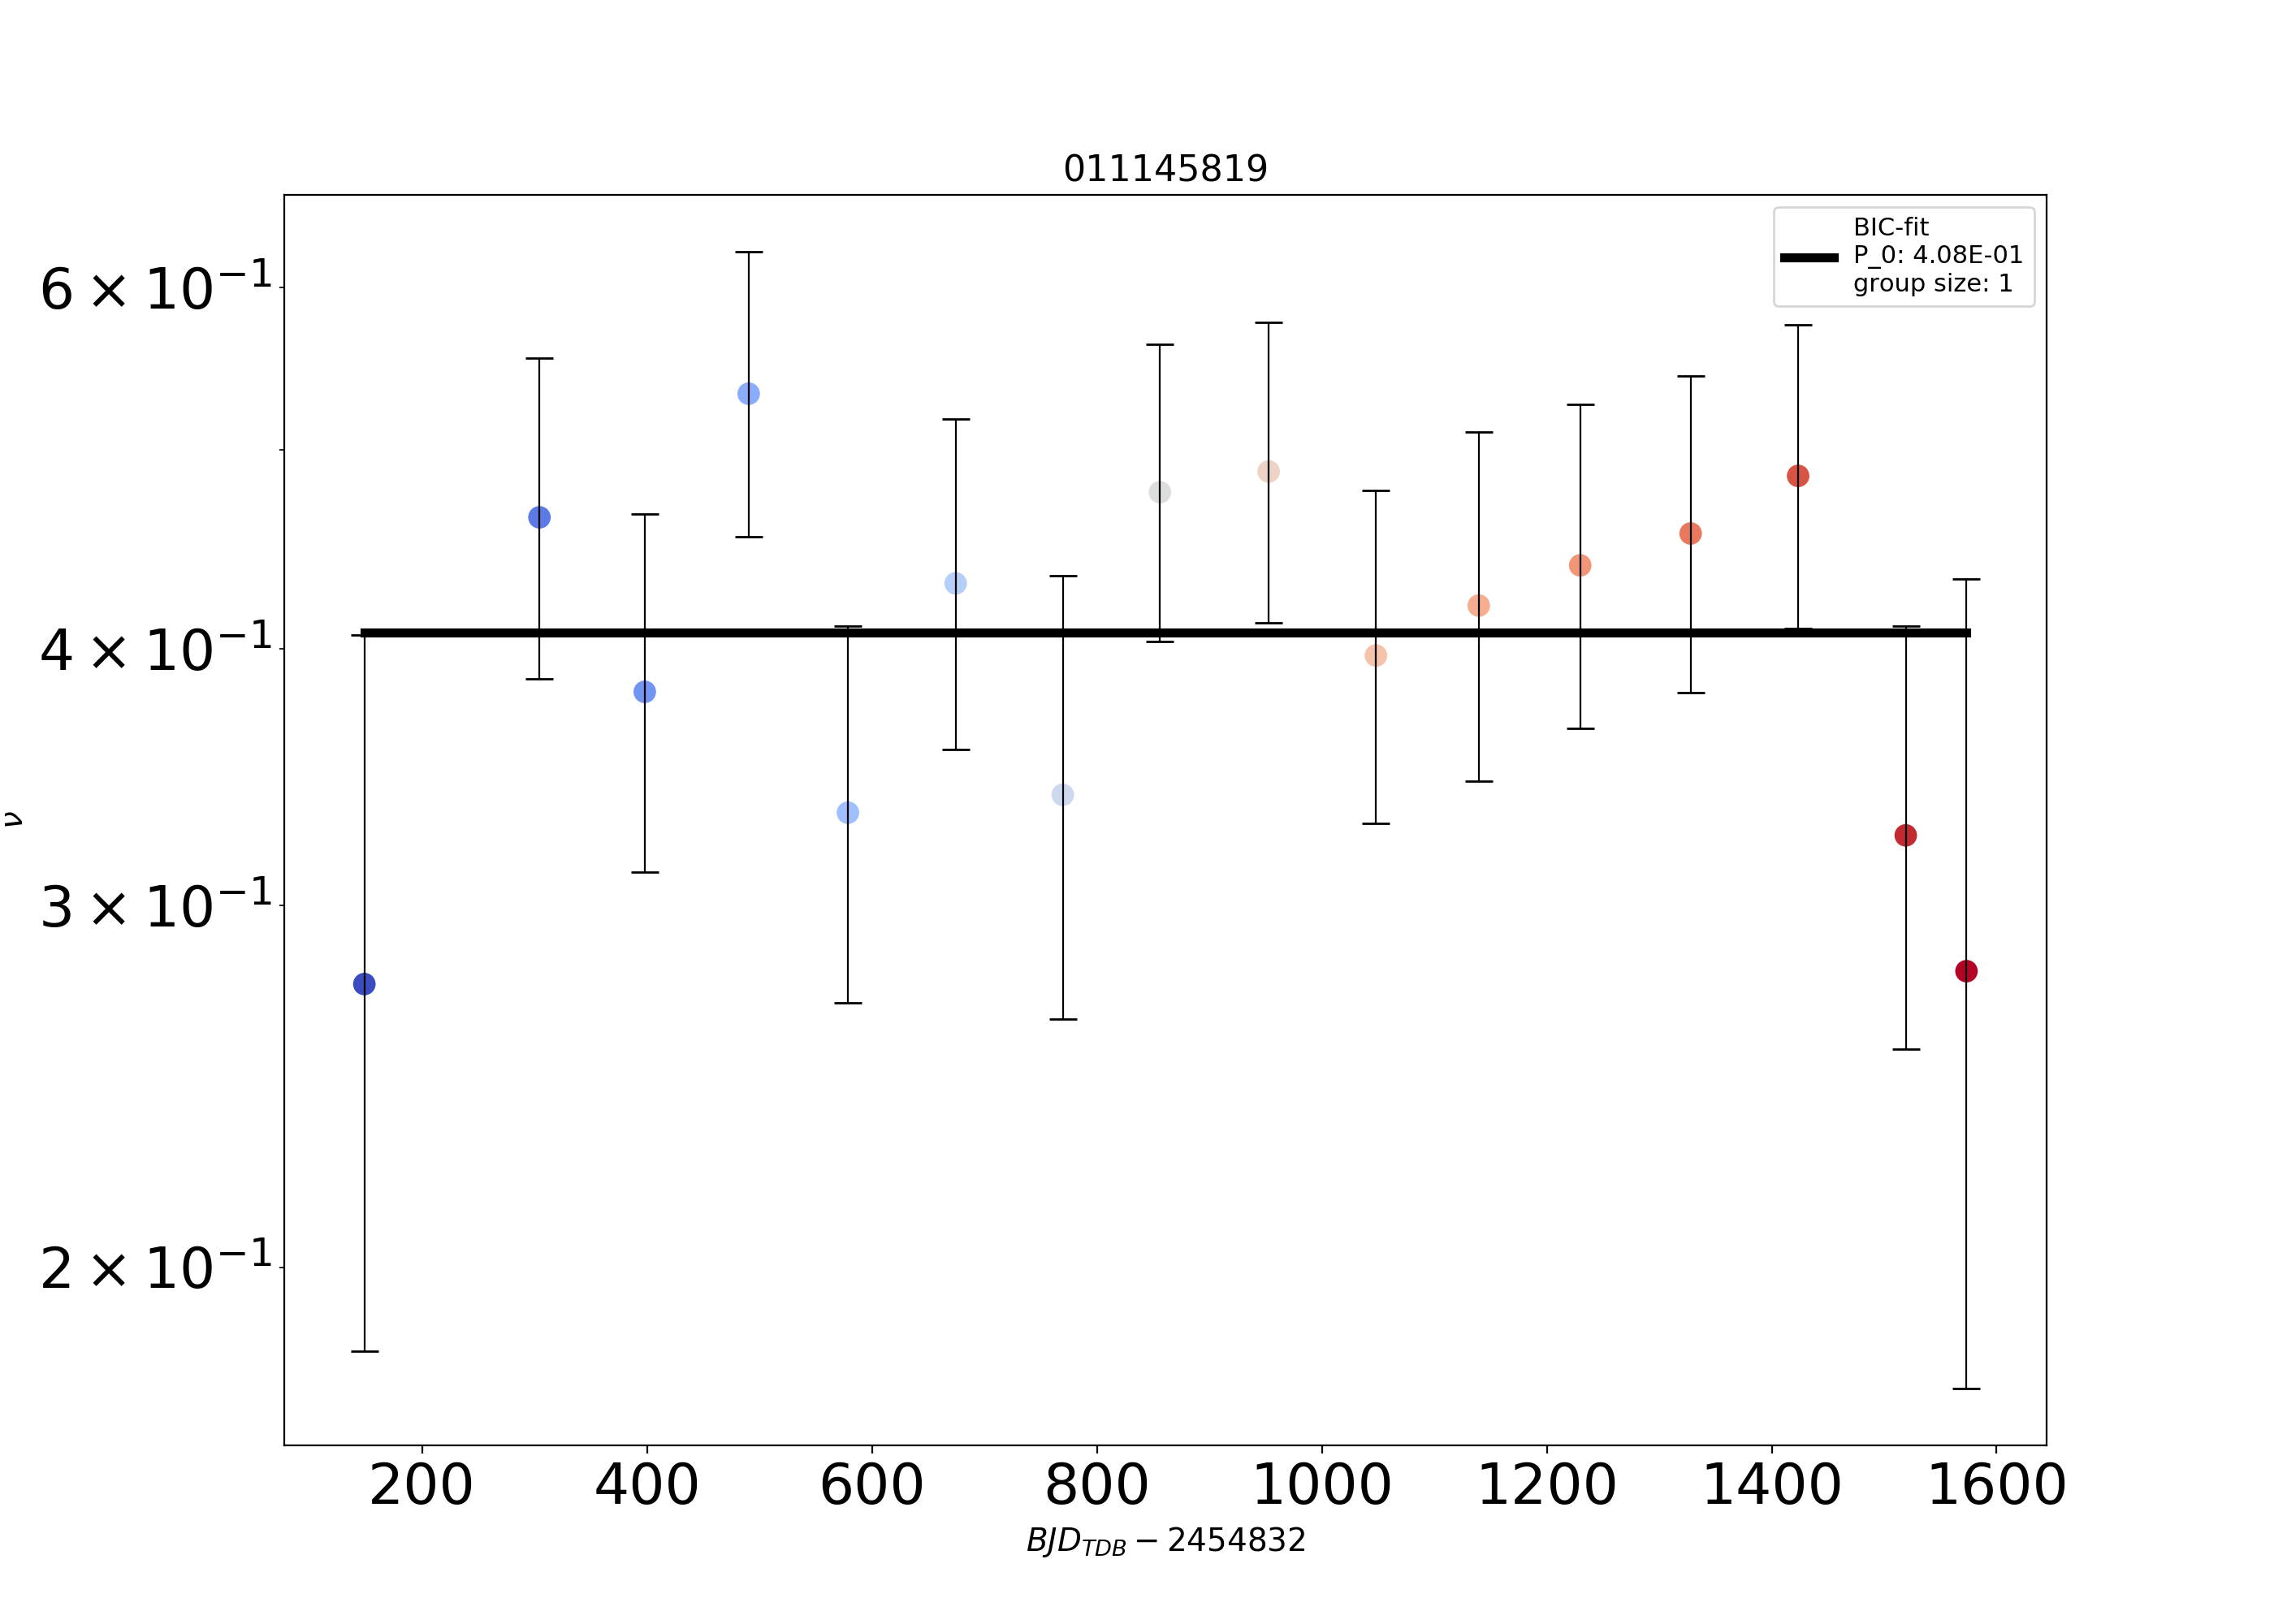 011145819
BIC-fit
P_0: 4.08E-01
group size: 1
6 × 10⁻¹
4 × 10⁻¹
3 × 10⁻¹
2 × 10⁻¹
ν
200 400 600 800 1000 1200 1400 1600
BJD_TDB − 2454832